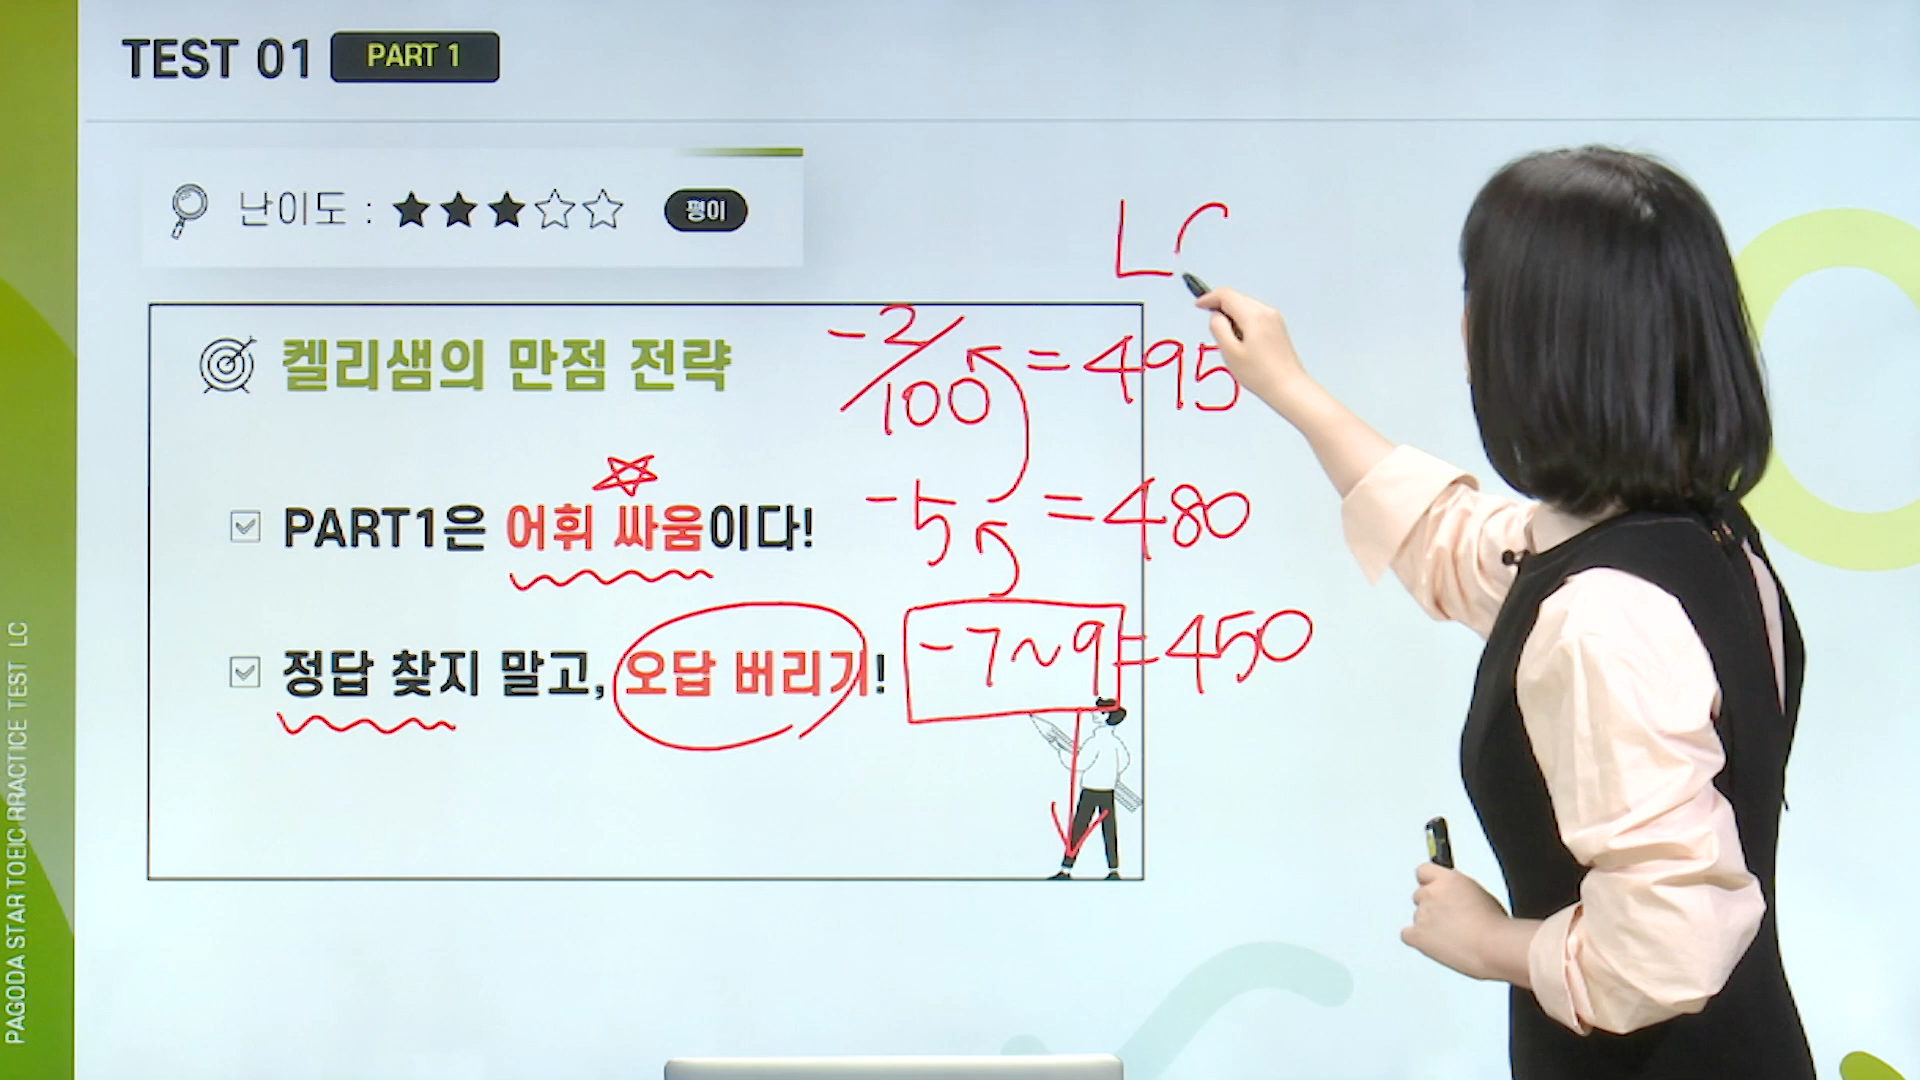 TEST 01 PART 1
난이도 : ★★★☆☆ 평이
LC
켈리샘의 만점 전략
-2/100 = 495
PART1은 어휘 싸움이다!
-5 = 480
정답 찾지 말고, 오답 버리기!
-7~9 = 450
PAGODA STAR TOEIC RRACTICE TEST LC